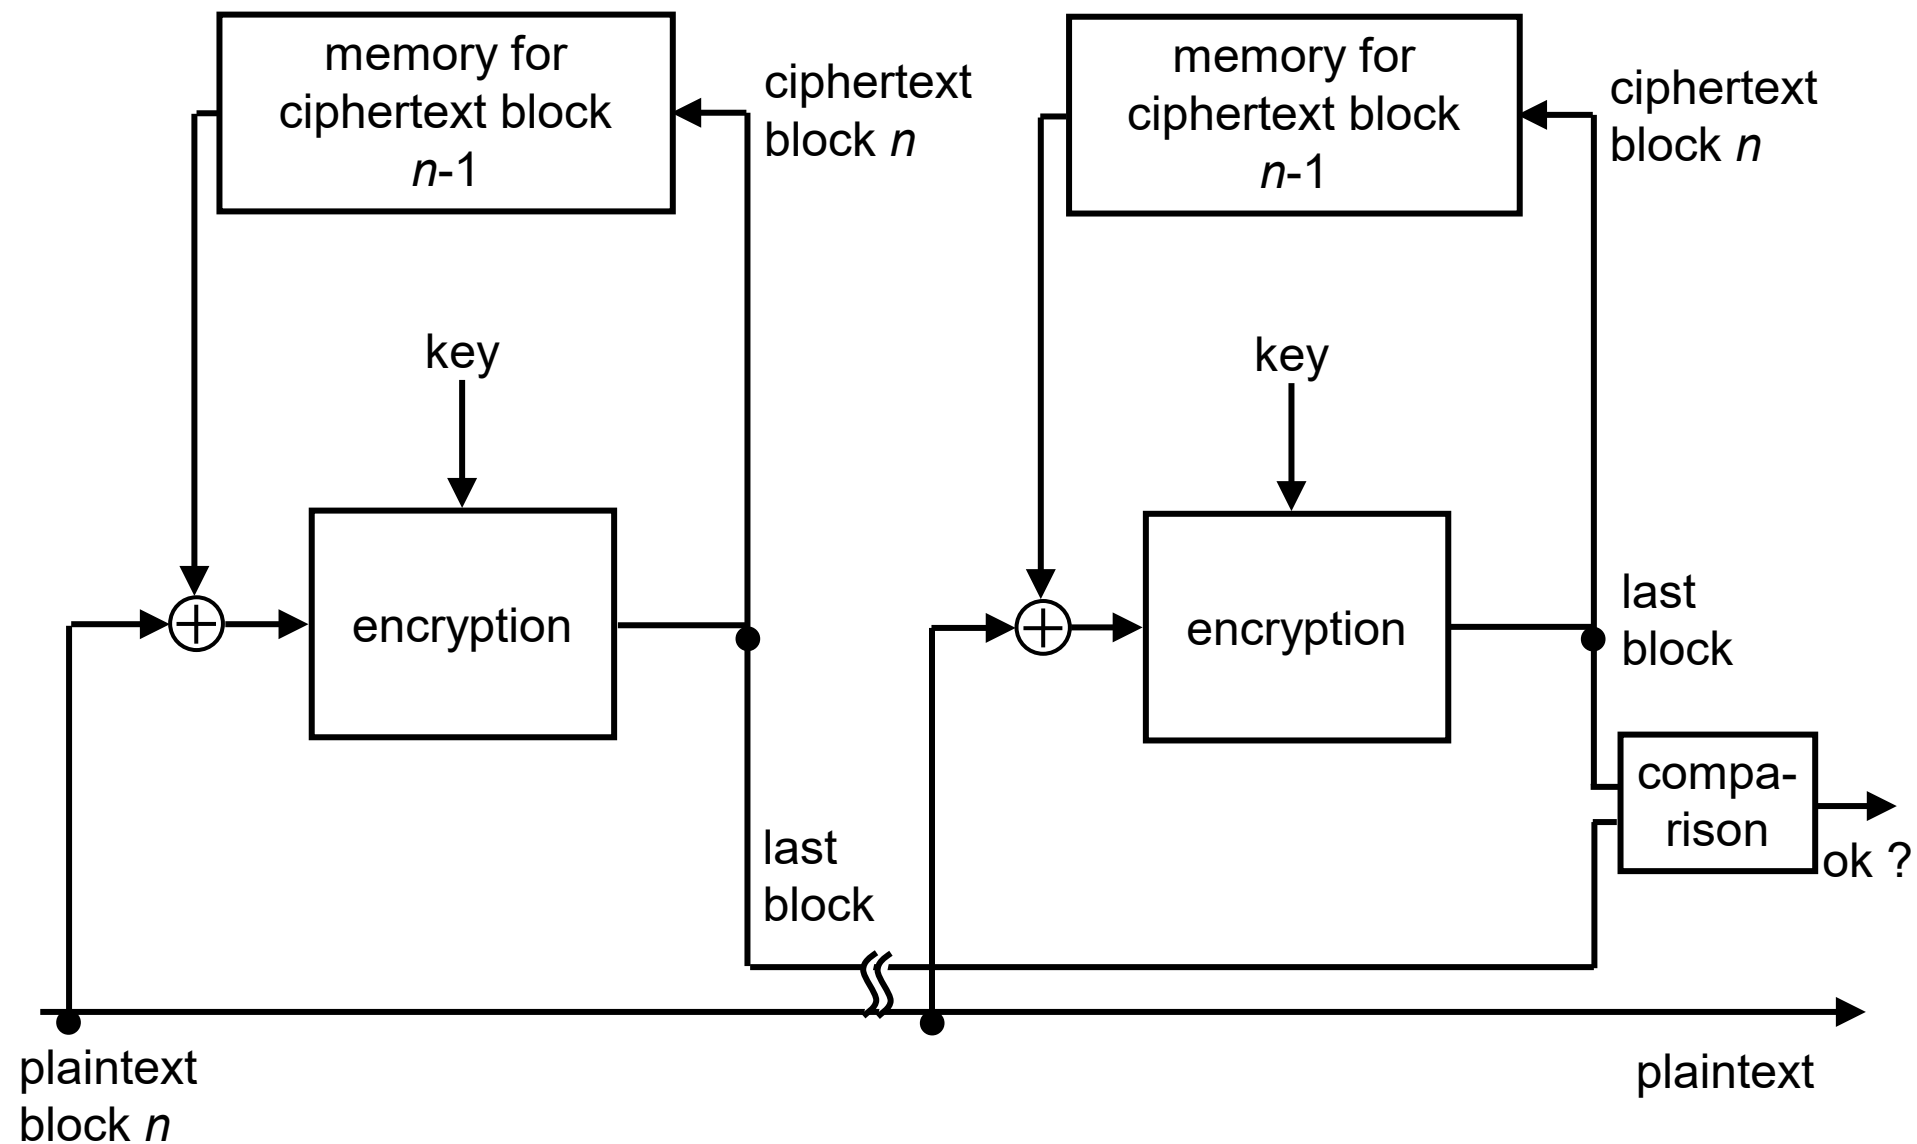 memory for
ciphertext block
n-1
ciphertext
block n
memory for
ciphertext block
n-1
ciphertext
block n
key
key
encryption
encryption
last
block
compa-
rison
ok ?
last
block
plaintext
block n
plaintext